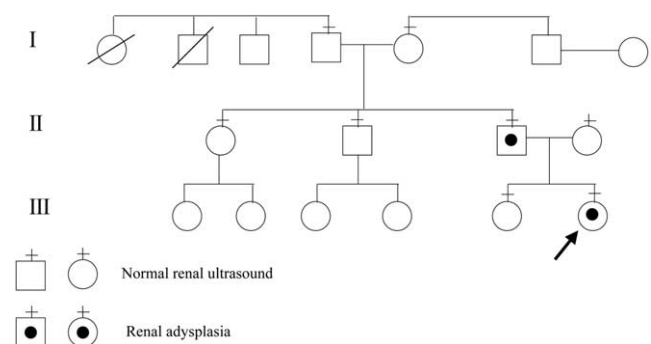 I
II
III
Normal renal ultrasound
Renal adysplasia